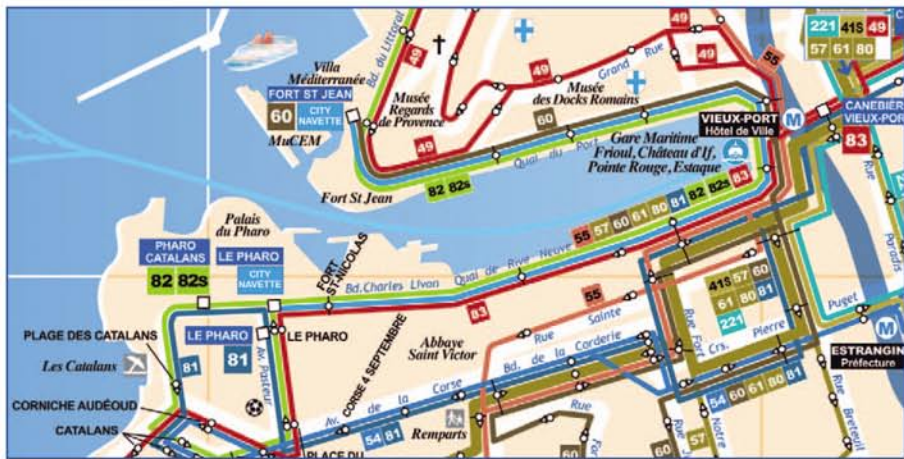 221 41S 49
57 61 80
55
49
Bd. du Littoral
49
49
Grand Rue
Villa
Méditerranée
FORT ST JEAN
60
CITY
NAVETTE
MuCEM
Musée
Regards
de Provence
Musée
des Docks Romains
60
VIEUX-PORT
Hôtel de Ville
M
CANEBIÈRE
VIEUX-PORT
83
49
Quai du Port
Gare Maritime
Frioul, Château d'If,
Pointe Rouge, Estaque
Fort St Jean
82 82s
55 57 60 61 80 81 82 82s 83
Rue
Paradis
Palais
du Pharo
PHARO
CATALANS
82 82s
LE PHARO
CITY
NAVETTE
FORT
ST-NICOLAS
Bd. Charles Livon
Quai de Rive Neuve
83
55
Rue Sainte
41S 57 60
61 80 81
221
Puget
M
ESTRANGIN
Préfecture
PLAGE DES CATALANS
LE PHARO
81
LE PHARO
Les Catalans
81
Av. Pasteur
CORSE 4 SEPTEMBRE
Abbaye
Saint Victor
Bd. de la Corderie
Rue Fort
Crs. Pierre
CORNICHE AUDÉOUD
Av. de la Corse
54 60 61 80 81
CATALANS
54 81
Remparts
Rue
60
57
Notre
Rue
Breteuil
PLACE DU